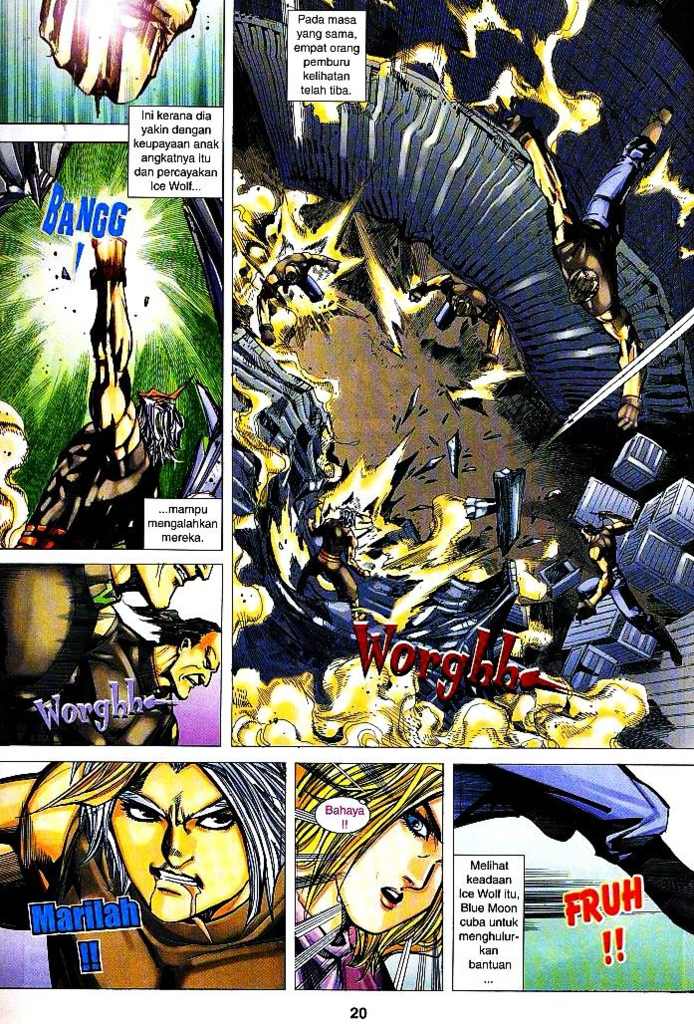 Ini kerana dia
yakin dengan
keupayaan anak
angkatnya itu
dan percayakan
Ice Wolf...
BANGG
!
...mampu
mengalahkan
mereka.
Pada masa
yang sama,
empat orang
pemburu
kelihatan
telah tiba.
Worghh
Worghh
Marilah
!!
Bahaya
!!
Melihat
keadaan
Ice Wolf itu,
Blue Moon
cuba untuk
menghulur-
kan
bantuan
...
FRUH
!!
20